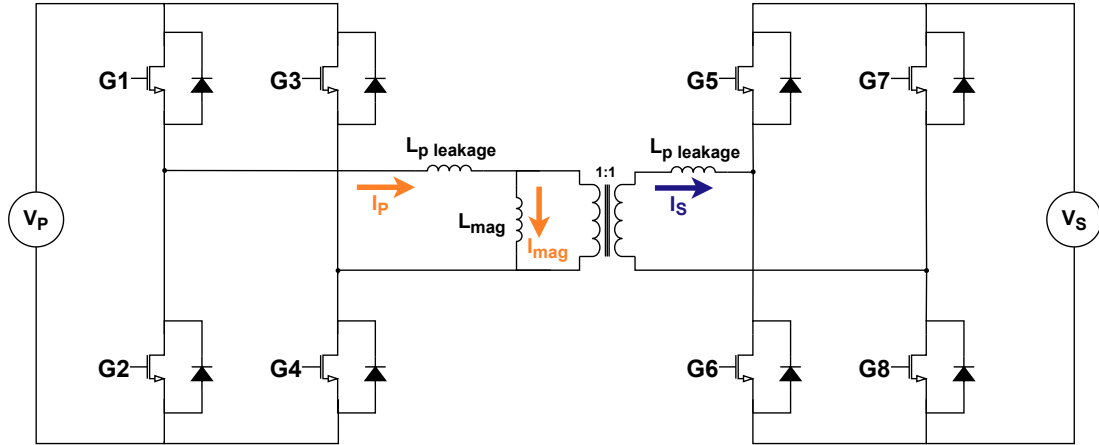 G1
G3
G5
G7
Lp leakage
1:1
Lp leakage
VP
IP
Lmag
Imag
IS
VS
G2
G4
G6
G8